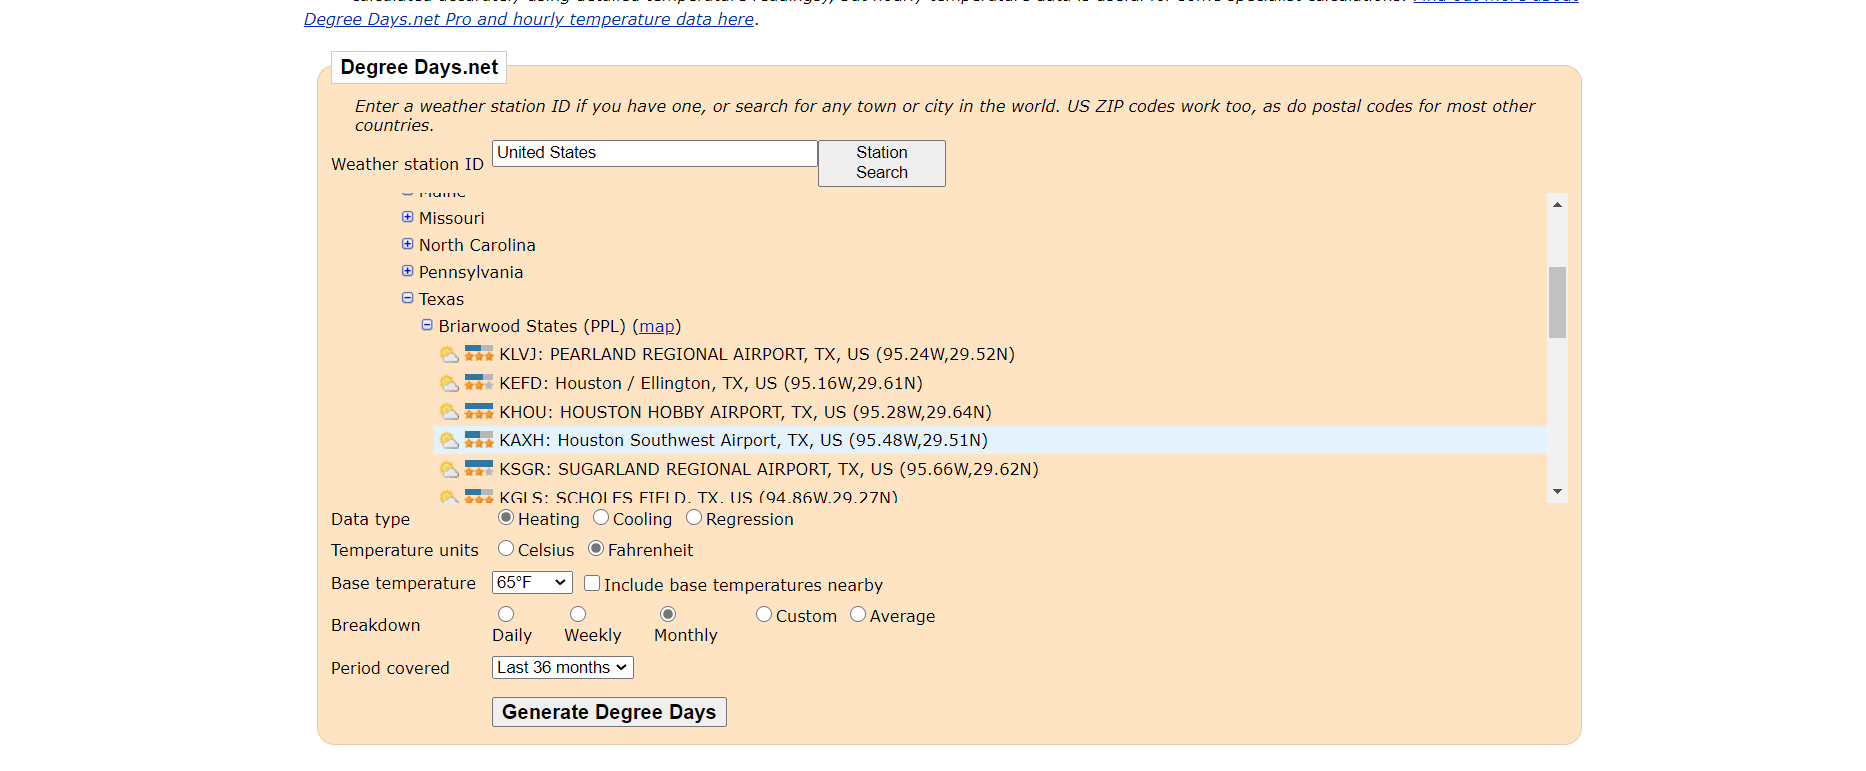 Degree Days.net Pro and hourly temperature data here.
Degree Days.net
Enter a weather station ID if you have one, or search for any town or city in the world. US ZIP codes work too, as do postal codes for most other
countries.
Weather station ID United States Station Search
Maine
Missouri
North Carolina
Pennsylvania
Texas
Briarwood States (PPL) (map)
KLVJ: PEARLAND REGIONAL AIRPORT, TX, US (95.24W,29.52N)
KEFD: Houston / Ellington, TX, US (95.16W,29.61N)
KHOU: HOUSTON HOBBY AIRPORT, TX, US (95.28W,29.64N)
KAXH: Houston Southwest Airport, TX, US (95.48W,29.51N)
KSGR: SUGARLAND REGIONAL AIRPORT, TX, US (95.66W,29.62N)
KGLS: SCHOLES FIELD, TX, US (94.86W,29.27N)
Data type Heating Cooling Regression
Temperature units Celsius Fahrenheit
Base temperature 65°F Include base temperatures nearby
Breakdown Daily Weekly Monthly Custom Average
Period covered Last 36 months
Generate Degree Days